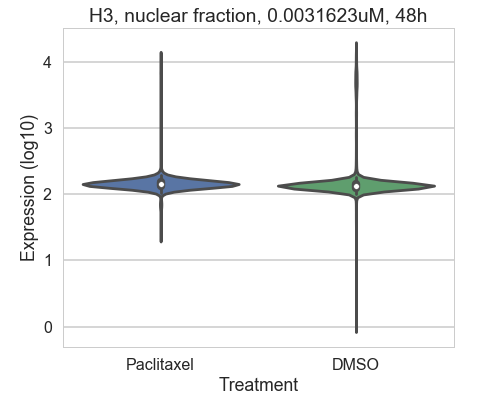 H3, nuclear fraction, 0.0031623uM, 48h
Expression (log10)
4
3
2
1
0
Paclitaxel DMSO
Treatment